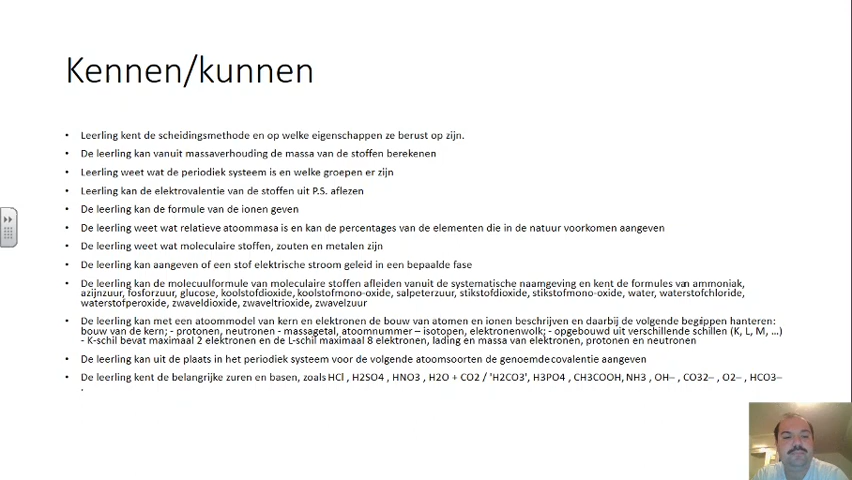 Kennen/kunnen
• Leerling kent de scheidingsmethode en op welke eigenschappen ze berust op zijn.
• De leerling kan vanuit massaverhouding de massa van de stoffen berekenen
• Leerling weet wat de periodiek systeem is en welke groepen er zijn
• Leerling kan de elektrovalentie van de stoffen uit P.S. aflezen
• De leerling kan de formule van de ionen geven
• De leerling weet wat relatieve atoommasa is en kan de percentages van de elementen die in de natuur voorkomen aangeven
• De leerling weet wat moleculaire stoffen, zouten en metalen zijn
• De leerling kan aangeven of een stof elektrische stroom geleid in een bepaalde fase
• De leerling kan de molecuulformule van moleculaire stoffen afleiden vanuit de systematische naamgeving en kent de formules van ammoniak,
azijnzuur, fosforzuur, glucose, koolstofdioxide, koolstofmono-oxide, salpeterzuur, stikstofdioxide, stikstofmono-oxide, water, waterstofchloride,
waterstofperoxide, zwaveldioxide, zwaveltrioxide, zwavelzuur
• De leerling kan met een atoommodel van kern en elektronen de bouw van atomen en ionen beschrijven en daarbij de volgende begrippen hanteren:
bouw van de kern; - protonen, neutronen - massagetal, atoomnummer – isotopen, elektronenwolk; - opgebouwd uit verschillende schillen (K, L, M, …)
- K-schil bevat maximaal 2 elektronen en de L-schil maximaal 8 elektronen, lading en massa van elektronen, protonen en neutronen
• De leerling kan uit de plaats in het periodiek systeem voor de volgende atoomsoorten de genoemdecovalentie aangeven
• De leerling kent de belangrijke zuren en basen, zoals HCl , H2SO4 , HNO3 , H2O + CO2 / 'H2CO3', H3PO4 , CH3COOH, NH3 , OH– , CO32– , O2– , HCO3–
.